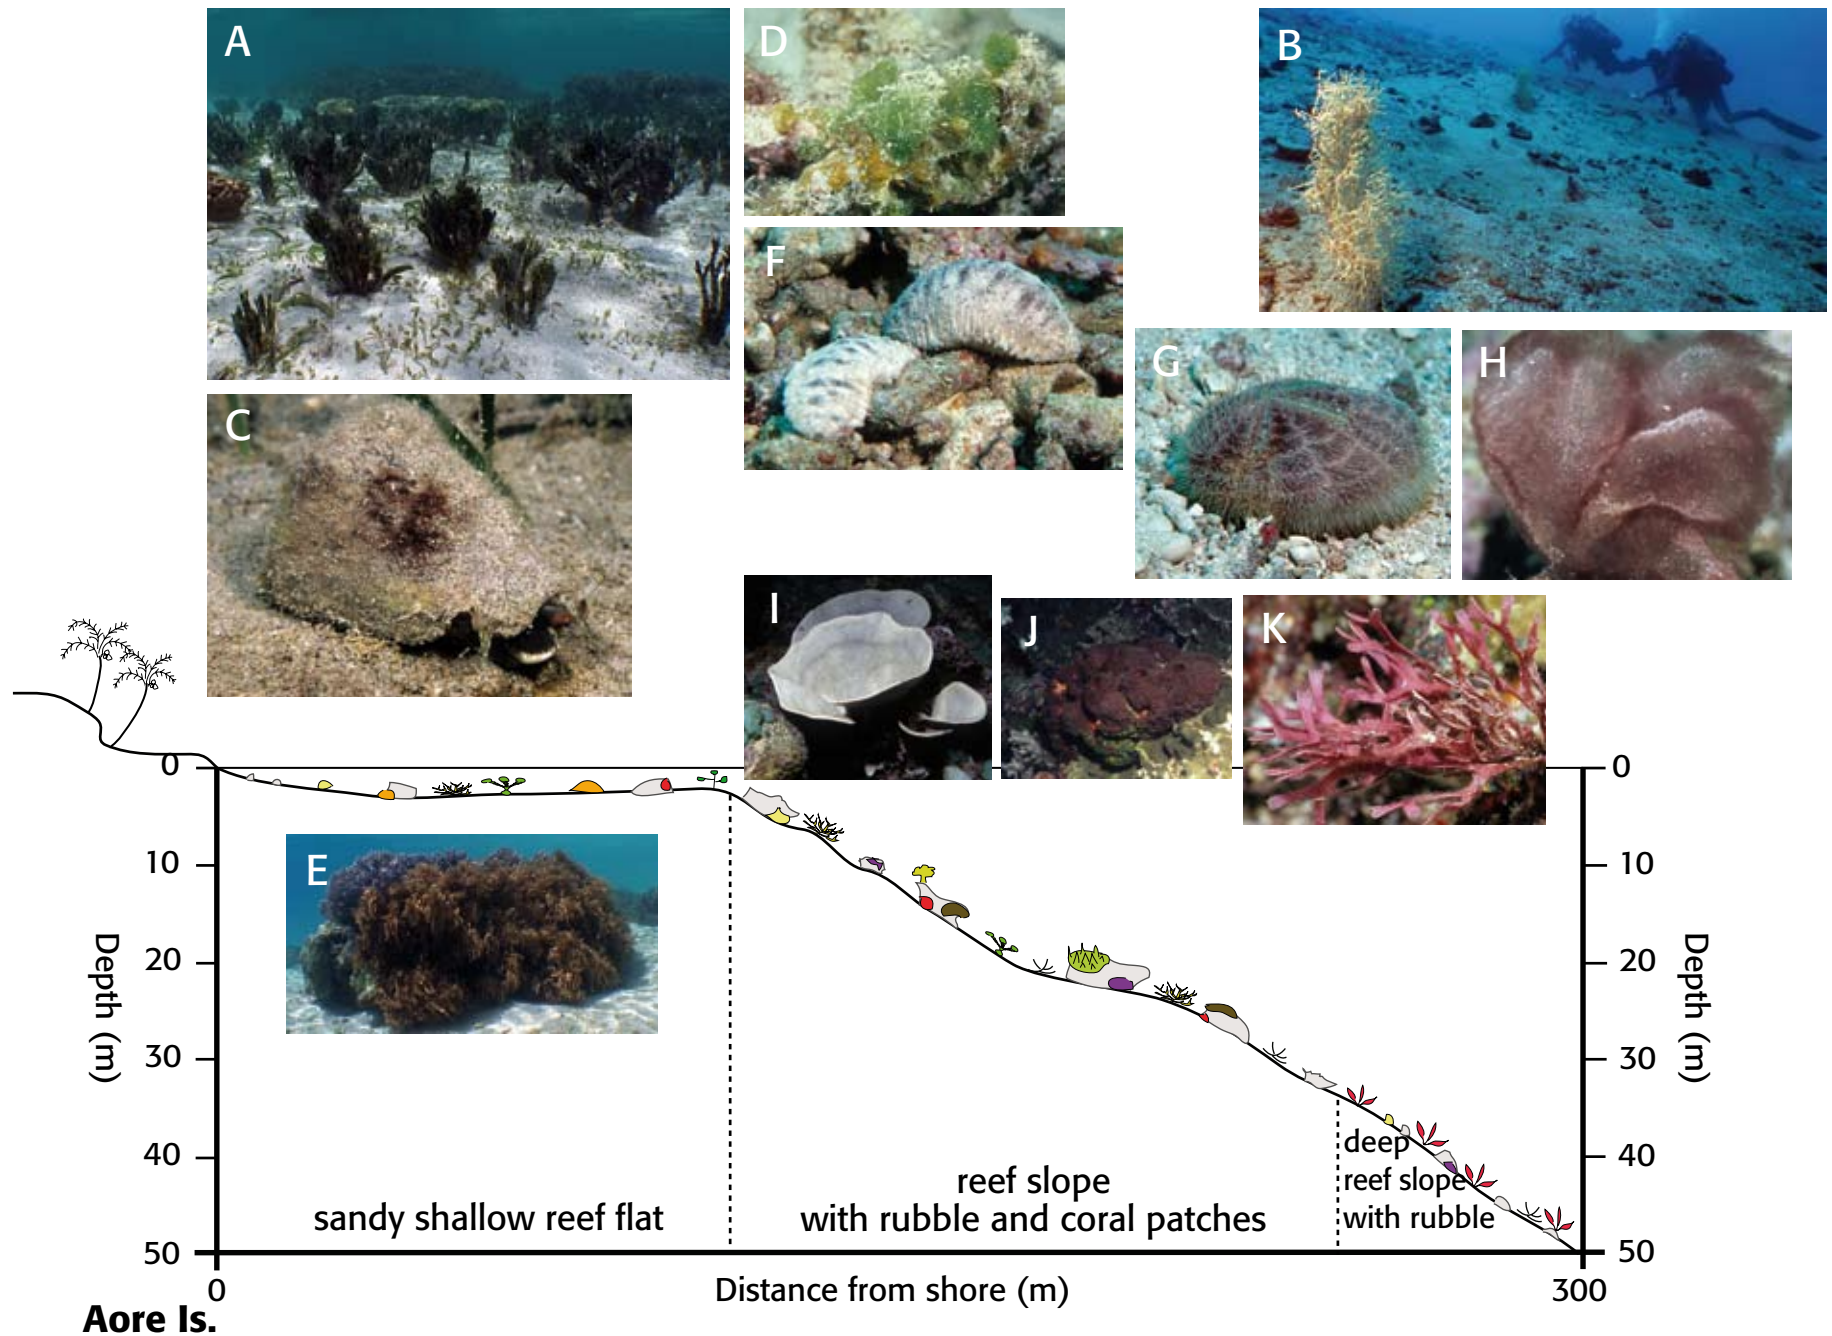 A
D
B
F
G
H
C
I
J
K
0
0
E
10
10
20
20
30
30
40
40
50
50
Depth (m)
Depth (m)
sandy shallow reef flat
reef slope
with rubble and coral patches
deep
reef slope
with rubble
0
Distance from shore (m)
300
Aore Is.